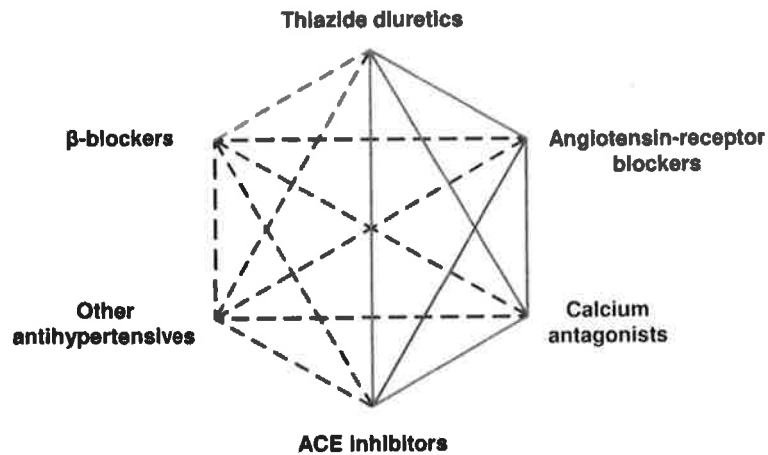 Thiazide diuretics
β-blockers
Angiotensin-receptor
blockers
Other
antihypertensives
Calcium
antagonists
ACE inhibitors